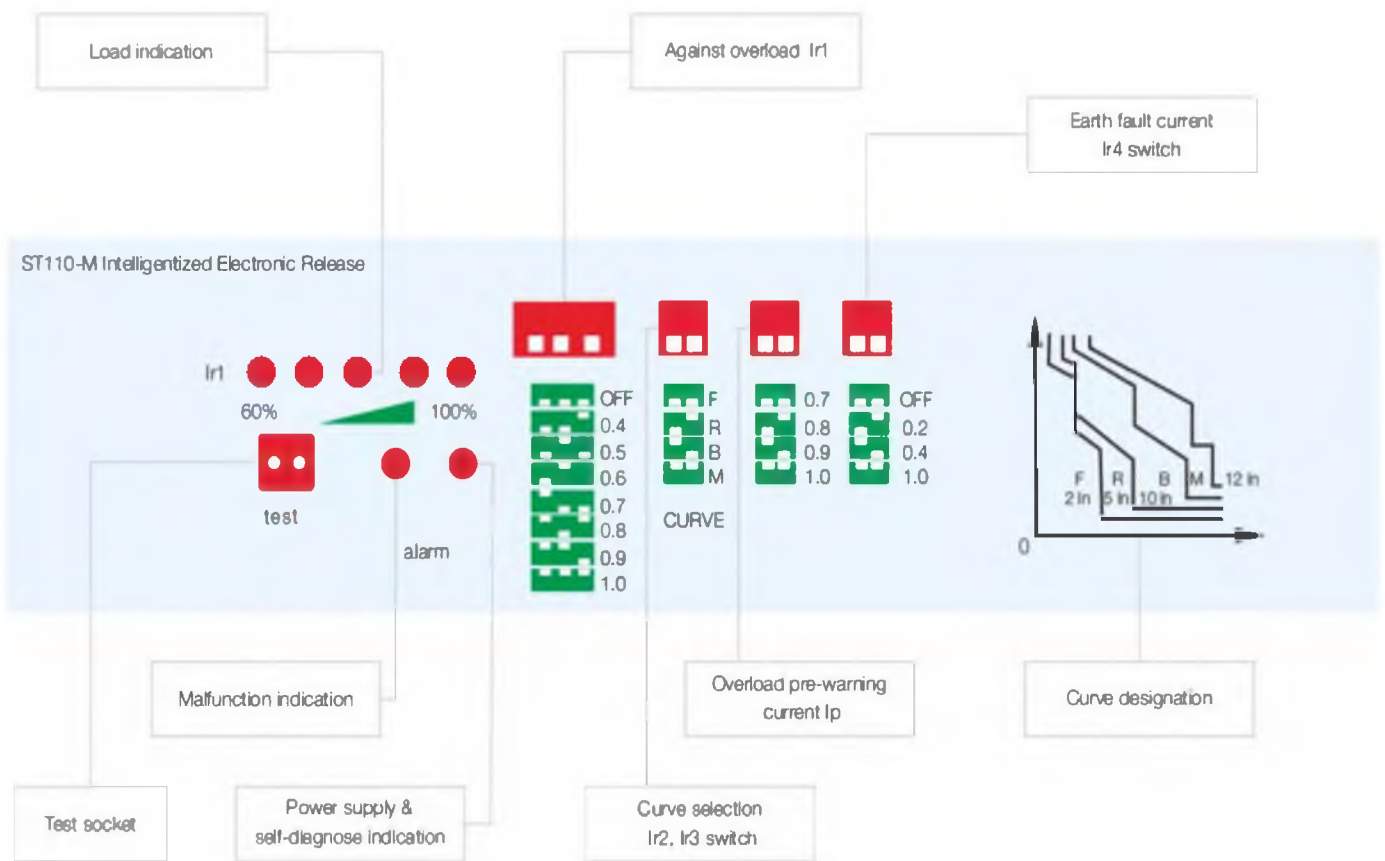 Load indication
Against overload Ir1
Earth fault current
Ir4 switch
ST110-M Intelligentized Electronic Release
Ir1
60%
100%
test
alarm
OFF
0.4
0.5
0.6
0.7
0.8
0.9
1.0
F
R
B
M
CURVE
0.7
0.8
0.9
1.0
OFF
0.2
0.4
1.0
F R B M 12 In
2 In 5 In 10 In
0
Malfunction indication
Overload pre-warning
current Ip
Curve designation
Test socket
Power supply &
self-diagnose indication
Curve selection
Ir2, Ir3 switch